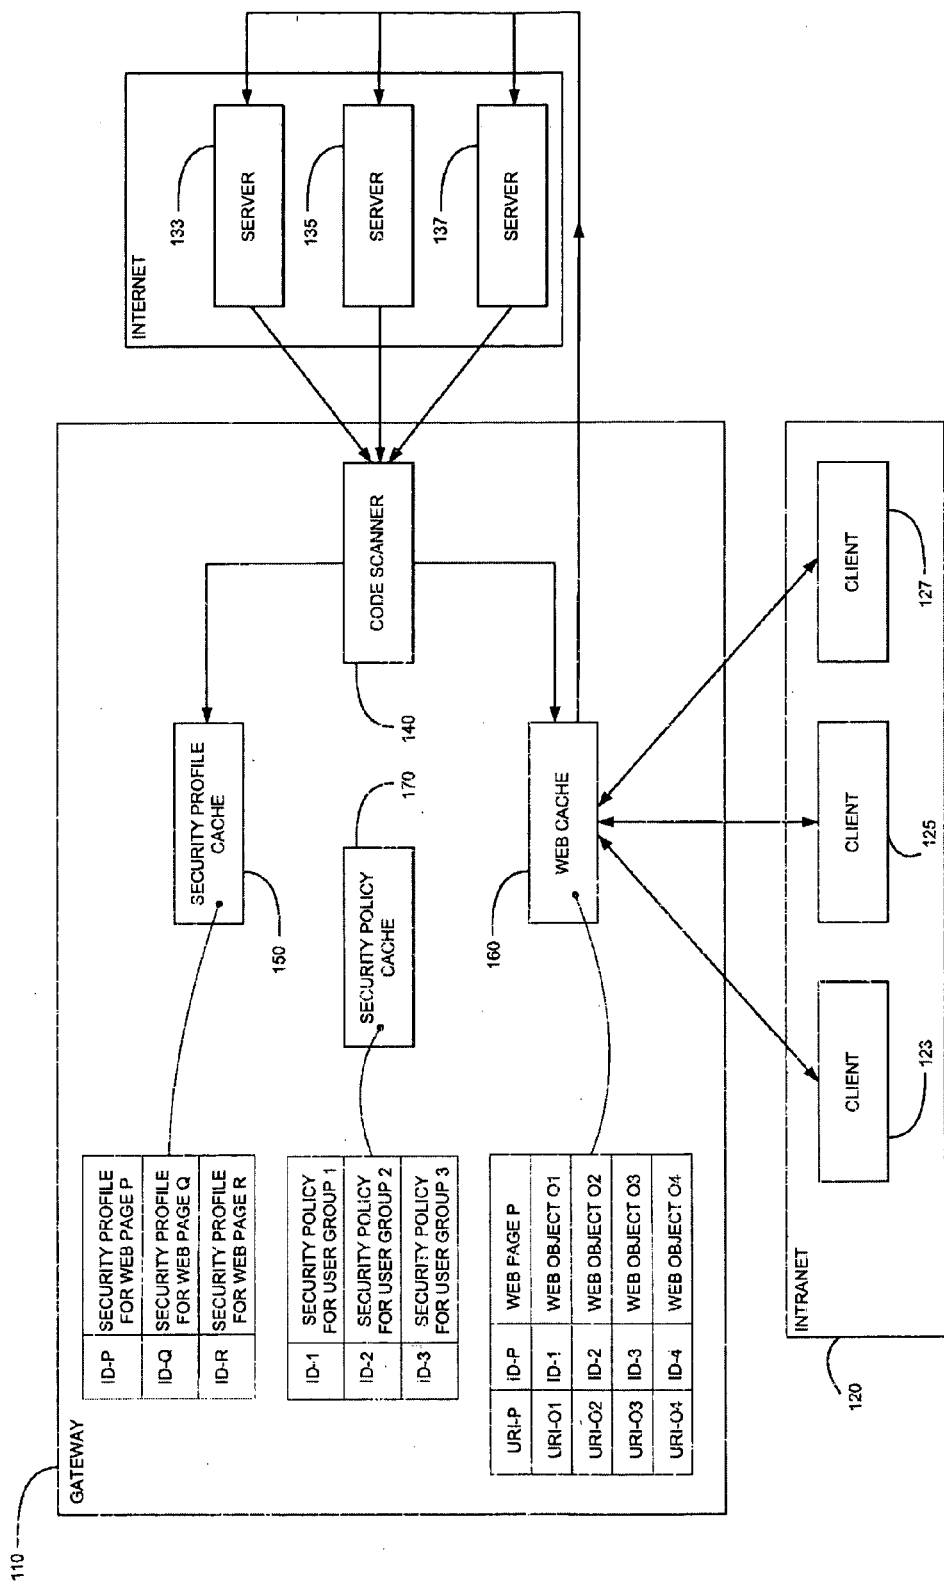 110
GATEWAY
ID-P
SECURITY PROFILE
FOR WEB PAGE P
ID-Q
SECURITY PROFILE
FOR WEB PAGE Q
ID-R
SECURITY PROFILE
FOR WEB PAGE R
ID-1
SECURITY POLICY
FOR USER GROUP 1
ID-2
SECURITY POLICY
FOR USER GROUP 2
ID-3
SECURITY POLICY
FOR USER GROUP 3
URI-P
ID-P
WEB PAGE P
URI-O1
ID-1
WEB OBJECT O1
URI-O2
ID-2
WEB OBJECT O2
URI-O3
ID-3
WEB OBJECT O3
URI-O4
ID-4
WEB OBJECT O4
SECURITY PROFILE
CACHE
150
SECURITY POLICY
CACHE
170
WEB CACHE
160
CODE SCANNER
140
INTERNET
SERVER
133
SERVER
135
SERVER
137
INTRANET
120
CLIENT
123
CLIENT
125
CLIENT
127